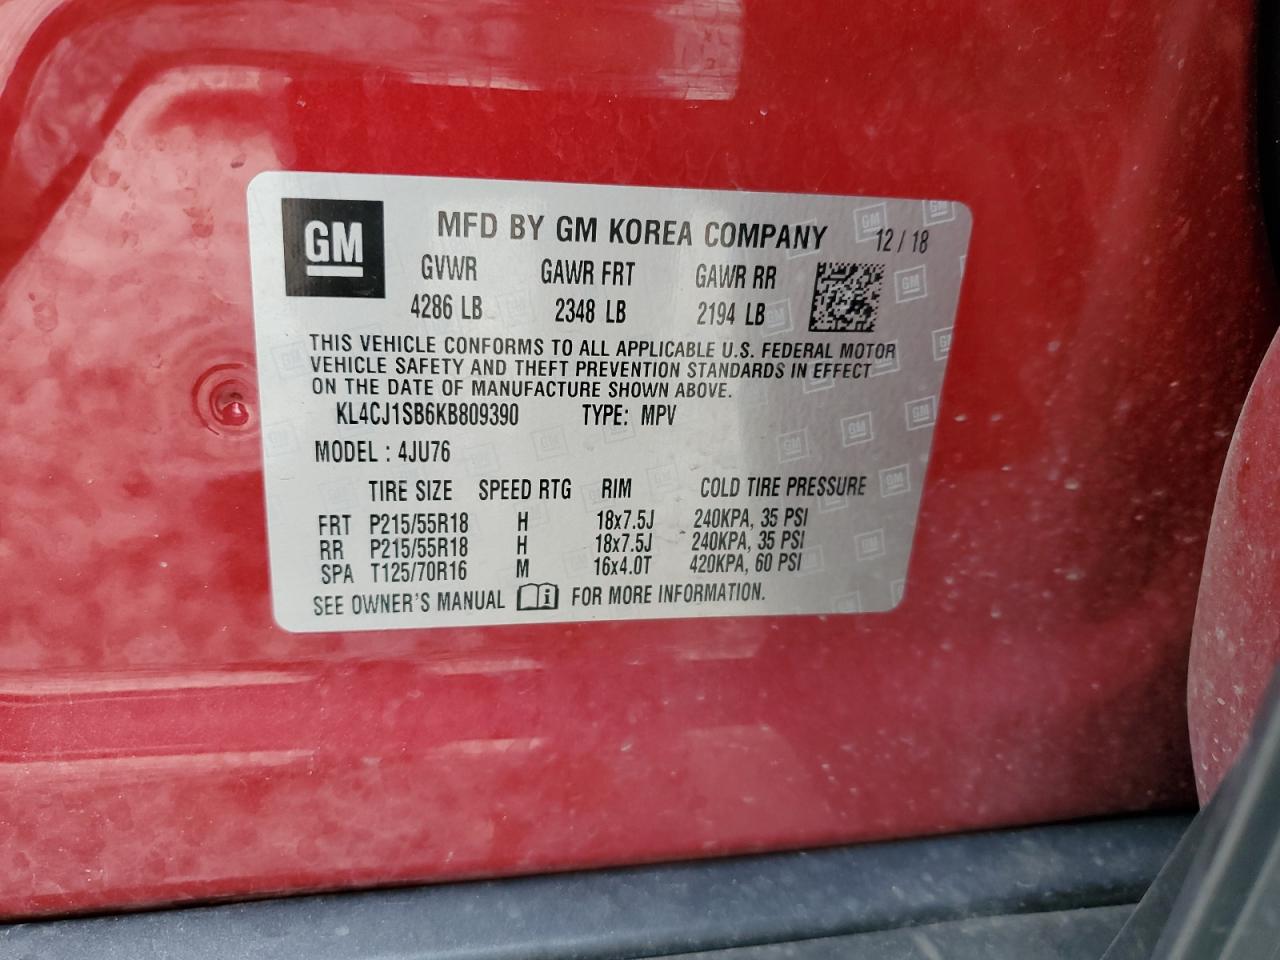 GM
MFD BY GM KOREA COMPANY 12 / 18
GVWR GAWR FRT GAWR RR
4286 LB 2348 LB 2194 LB
THIS VEHICLE CONFORMS TO ALL APPLICABLE U.S. FEDERAL MOTOR
VEHICLE SAFETY AND THEFT PREVENTION STANDARDS IN EFFECT
ON THE DATE OF MANUFACTURE SHOWN ABOVE.
KL4CJ1SB6KB809390 TYPE: MPV
MODEL : 4JU76
TIRE SIZE SPEED RTG RIM COLD TIRE PRESSURE
FRT P215/55R18 H 18x7.5J 240KPA, 35 PSI
RR P215/55R18 H 18x7.5J 240KPA, 35 PSI
SPA T125/70R16 M 16x4.0T 420KPA, 60 PSI
SEE OWNER'S MANUAL i FOR MORE INFORMATION.